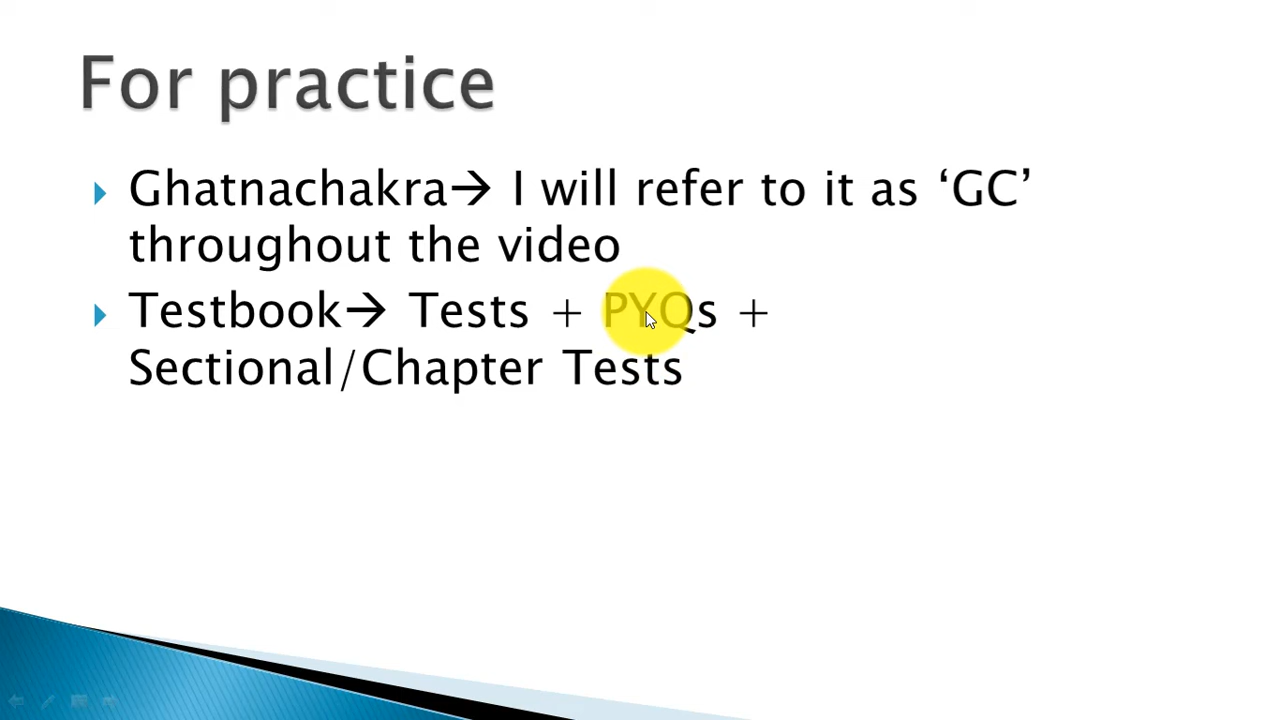 For practice
Ghatnachakra→ I will refer to it as ‘GC’
throughout the video
Testbook→ Tests + PYQs +
Sectional/Chapter Tests